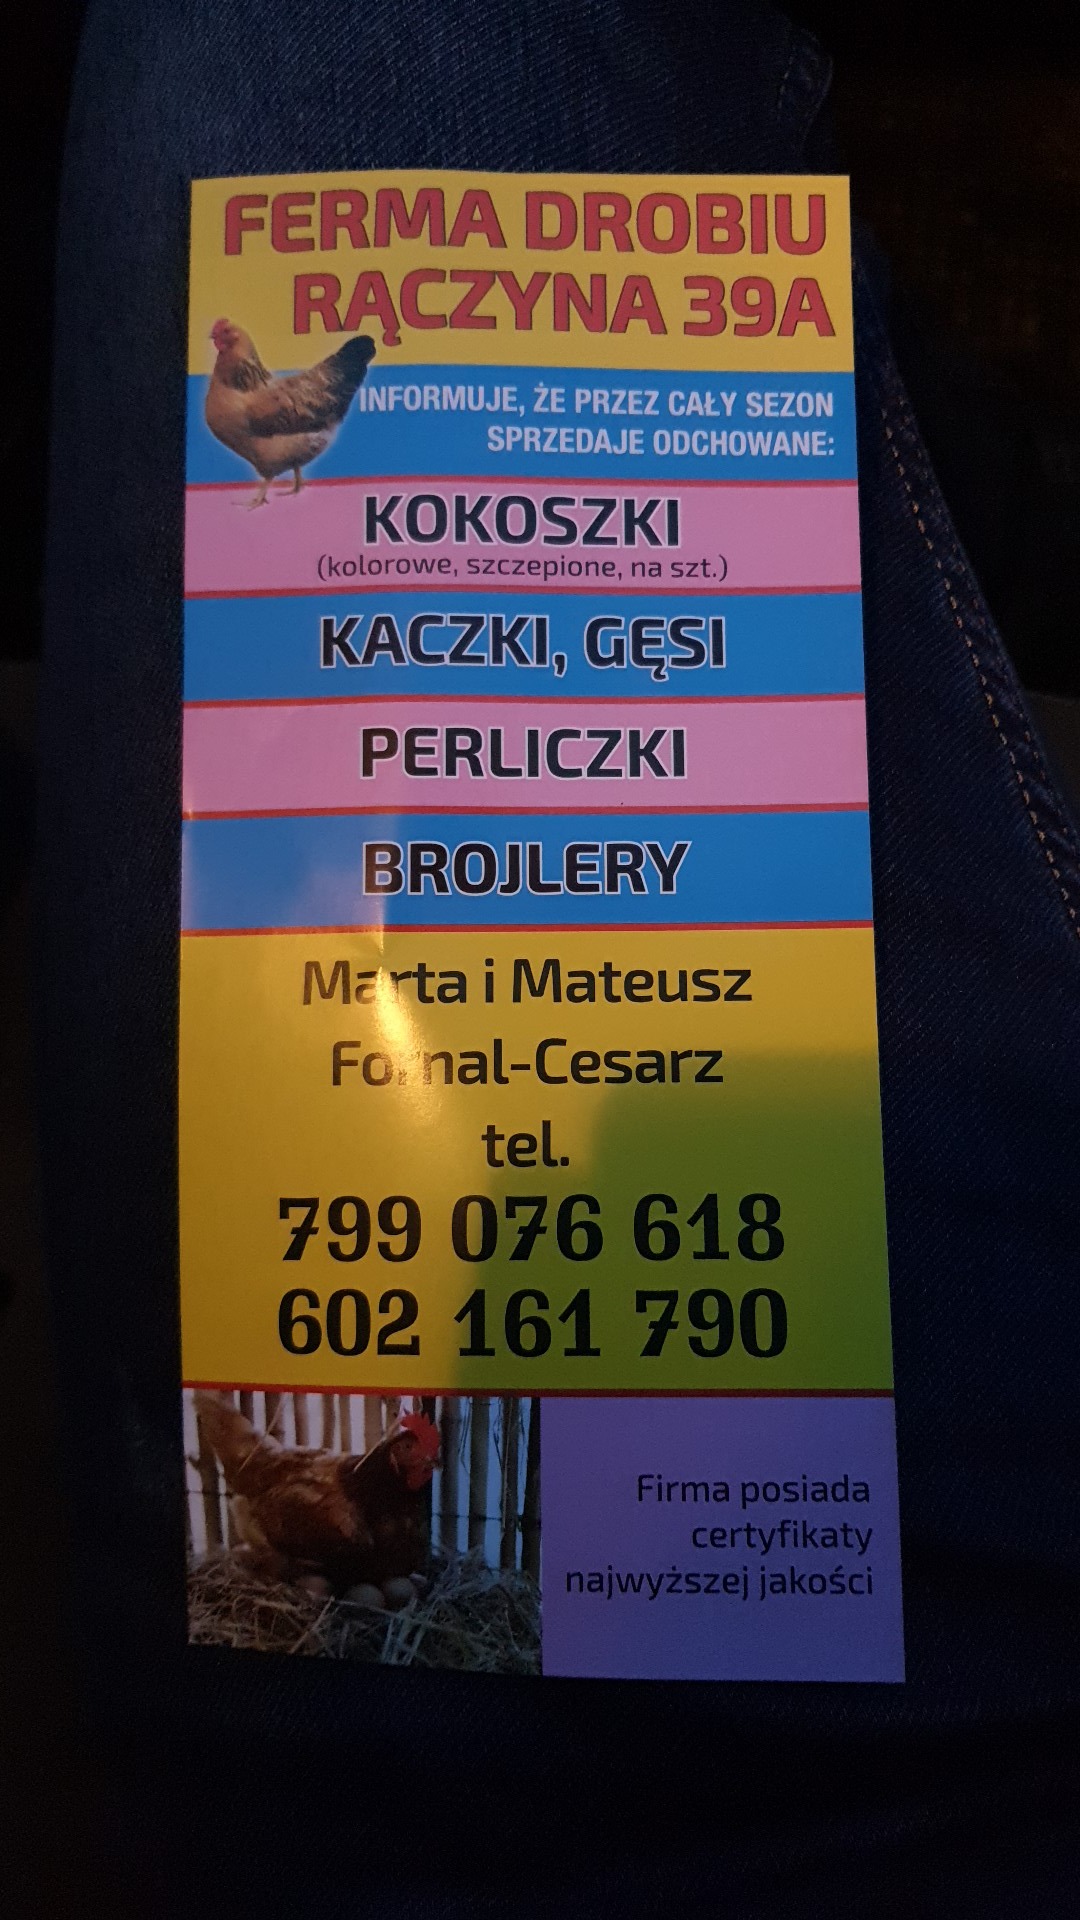 FERMA DROBIU
RĄCZYNA 39A
INFORMUJE, ŻE PRZEZ CAŁY SEZON
SPRZEDAJE ODCHOWANE:
KOKOSZKI
(kolorowe, szczepione, na szt.)
KACZKI, GĘSI
PERLICZKI
BROJLERY
Marta i Mateusz
Fornal-Cesarz
tel.
799 076 618
602 161 790
Firma posiada
certyfikaty
najwyższej jakości